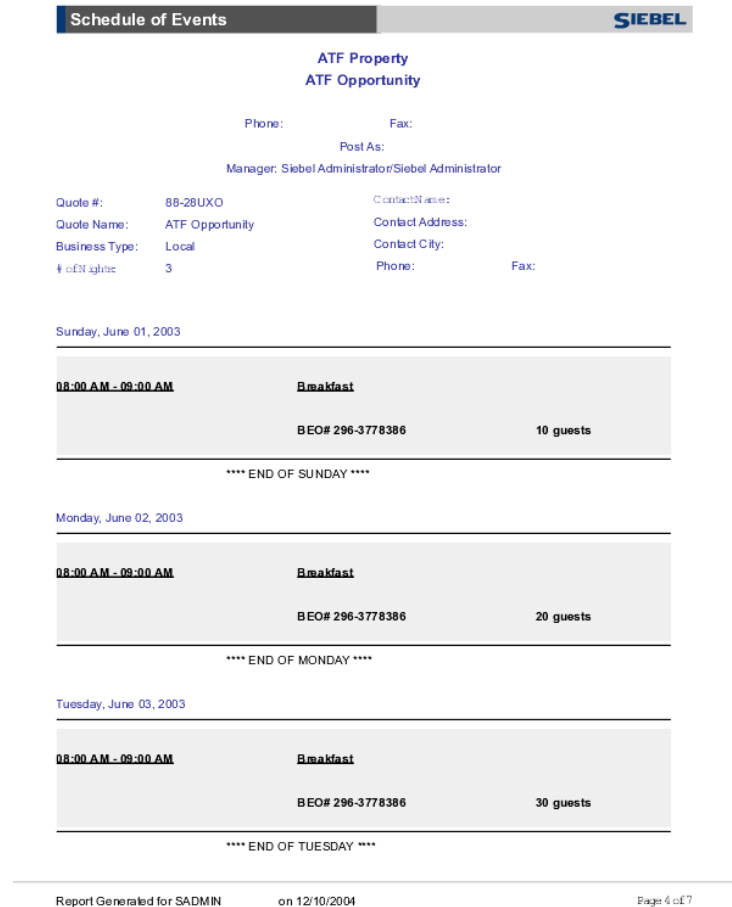 Schedule of Events SIEBEL
ATF Property
ATF Opportunity
Phone: Fax:
Post As:
Manager: Siebel Administrator/Siebel Administrator
Quote #: 88-28UXO ContactName:
Quote Name: ATF Opportunity Contact Address:
Business Type: Local Contact City:
# of Nights: 3 Phone: Fax:
Sunday, June 01, 2003
08:00 AM - 09:00 AM Breakfast
BEO# 296-3778386 10 guests
**** END OF SUNDAY ****
Monday, June 02, 2003
08:00 AM - 09:00 AM Breakfast
BEO# 296-3778386 20 guests
**** END OF MONDAY ****
Tuesday, June 03, 2003
08:00 AM - 09:00 AM Breakfast
BEO# 296-3778386 30 guests
**** END OF TUESDAY ****
Report Generated for SADMIN on 12/10/2004 Page 4 of 7